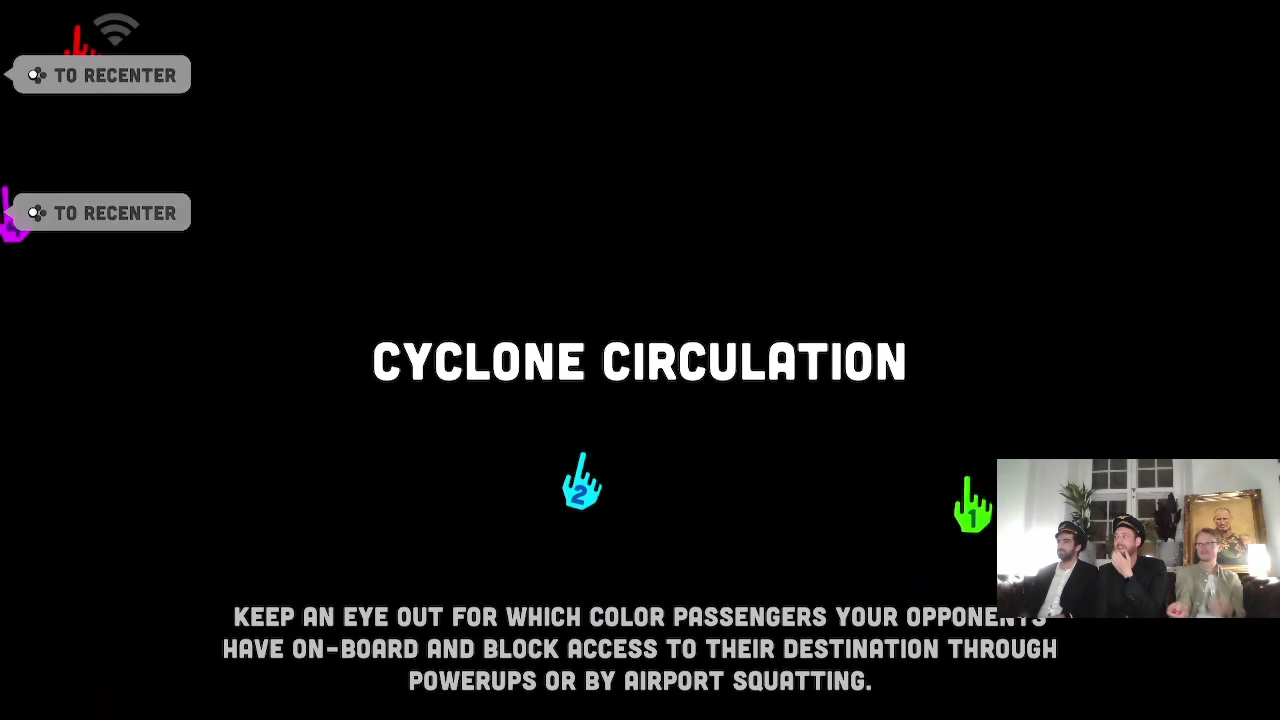 TO RECENTER
TO RECENTER
CYCLONE CIRCULATION
2
1
KEEP AN EYE OUT FOR WHICH COLOR PASSENGERS YOUR OPPONENTS
HAVE ON-BOARD AND BLOCK ACCESS TO THEIR DESTINATION THROUGH
POWERUPS OR BY AIRPORT SQUATTING.